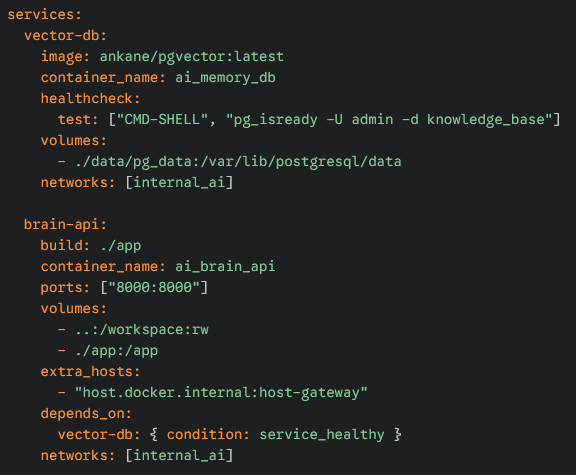 services:
  vector-db:
    image: ankane/pgvector:latest
    container_name: ai_memory_db
    healthcheck:
      test: ["CMD-SHELL", "pg_isready -U admin -d knowledge_base"]
    volumes:
      - ./data/pg_data:/var/lib/postgresql/data
    networks: [internal_ai]

  brain-api:
    build: ./app
    container_name: ai_brain_api
    ports: ["8000:8000"]
    volumes:
      - ..:/workspace:rw
      - ./app:/app
    extra_hosts:
      - "host.docker.internal:host-gateway"
    depends_on:
      vector-db: { condition: service_healthy }
    networks: [internal_ai]